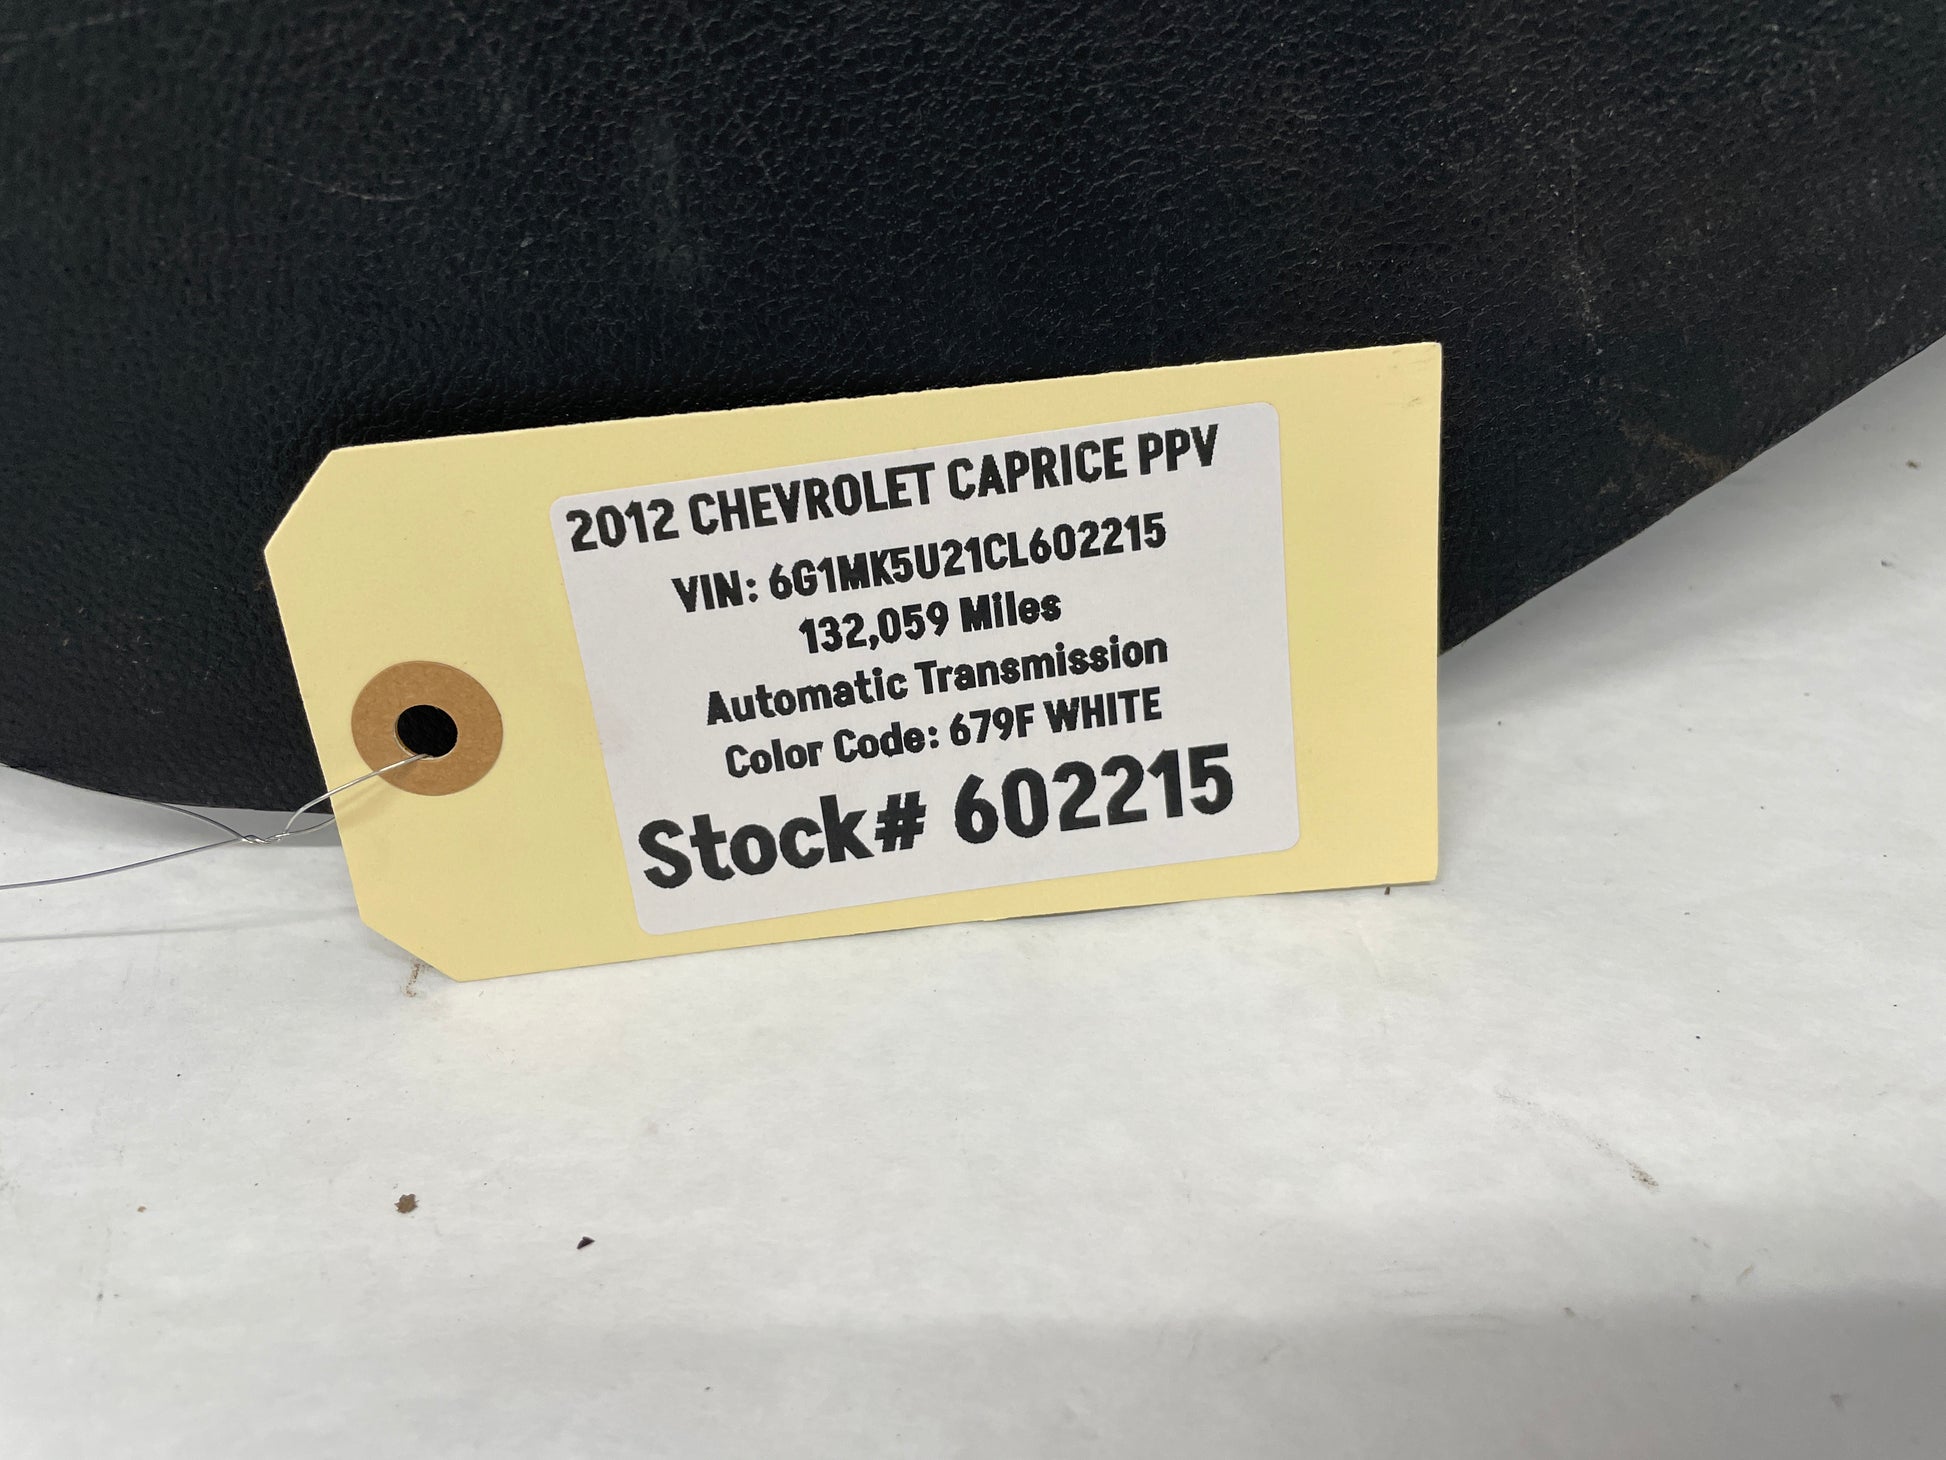 2012 CHEVROLET CAPRICE PPV
VIN: 6G1MK5U21CL602215
132,059 Miles
Automatic Transmission
Color Code: 679F WHITE
Stock# 602215